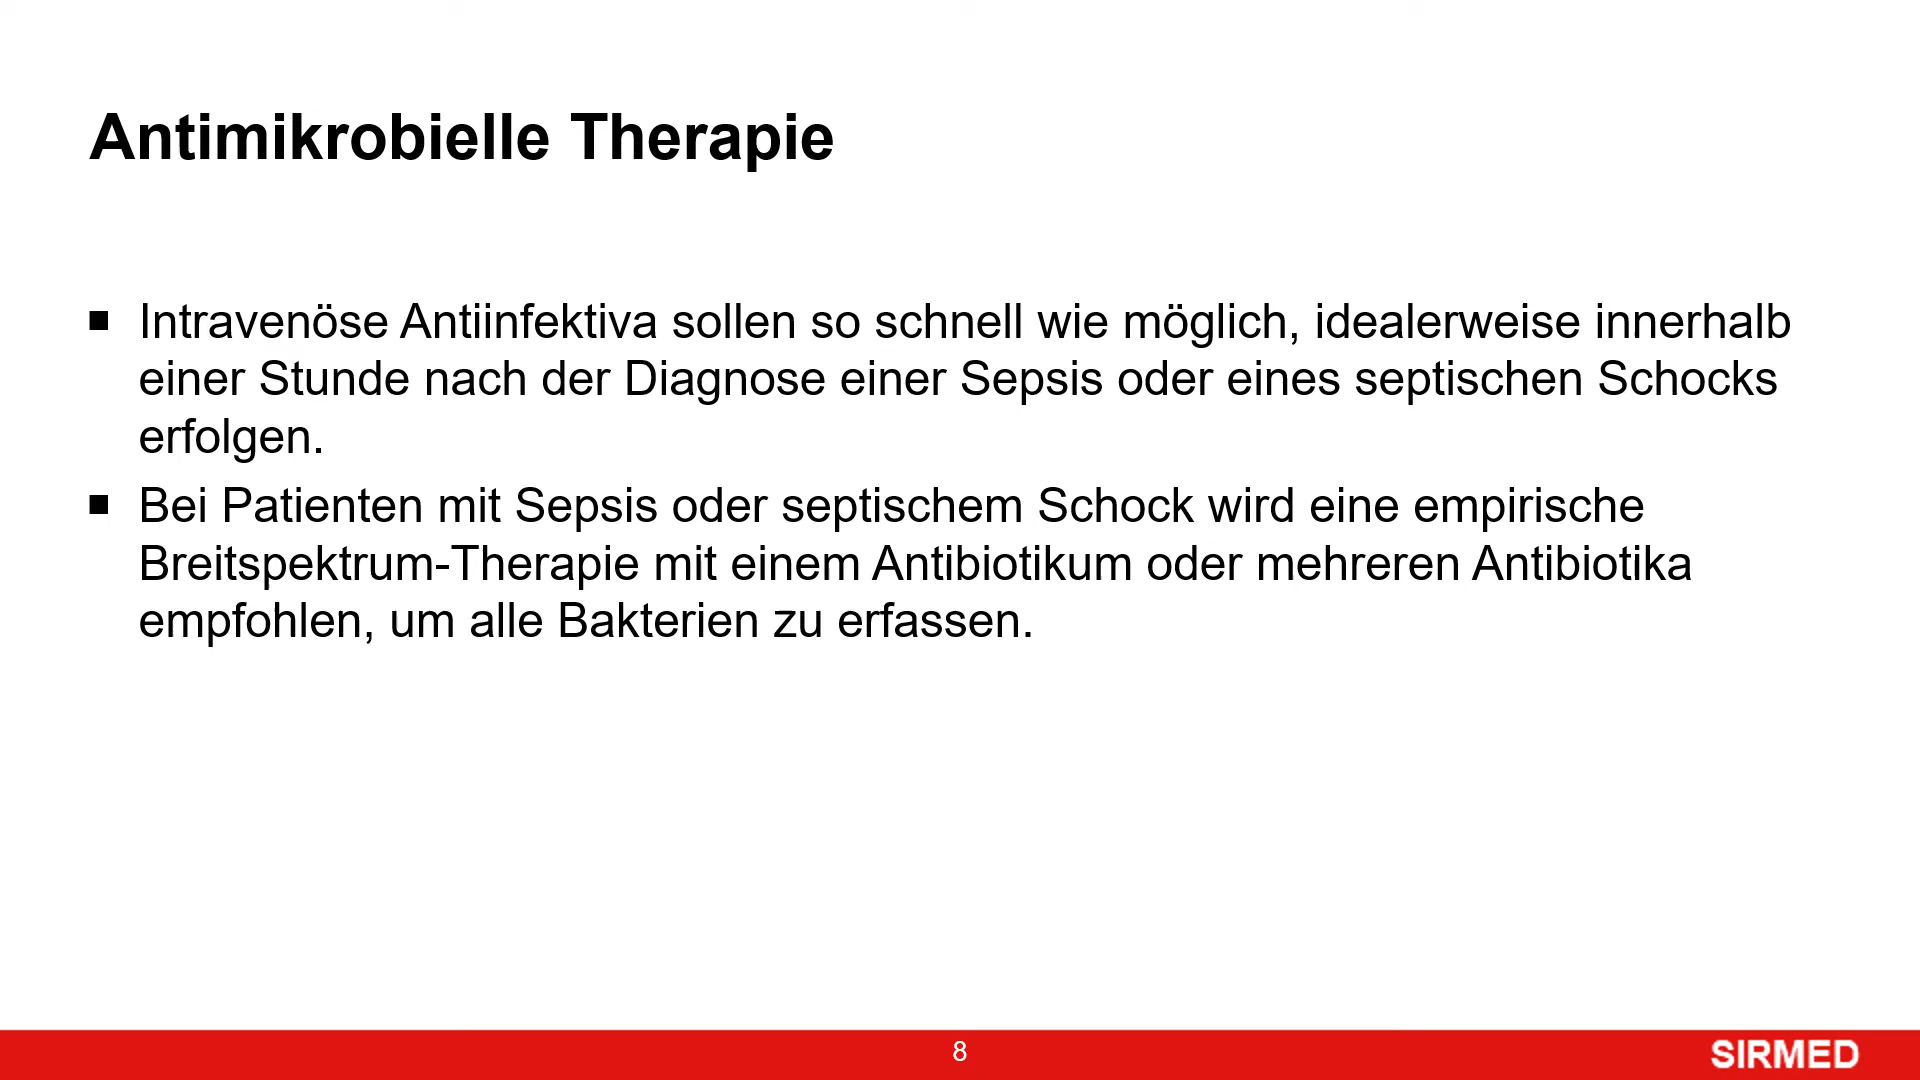 Antimikrobielle Therapie
Intravenöse Antiinfektiva sollen so schnell wie möglich, idealerweise innerhalb
einer Stunde nach der Diagnose einer Sepsis oder eines septischen Schocks
erfolgen.
Bei Patienten mit Sepsis oder septischem Schock wird eine empirische
Breitspektrum-Therapie mit einem Antibiotikum oder mehreren Antibiotika
empfohlen, um alle Bakterien zu erfassen.
8
SIRMED